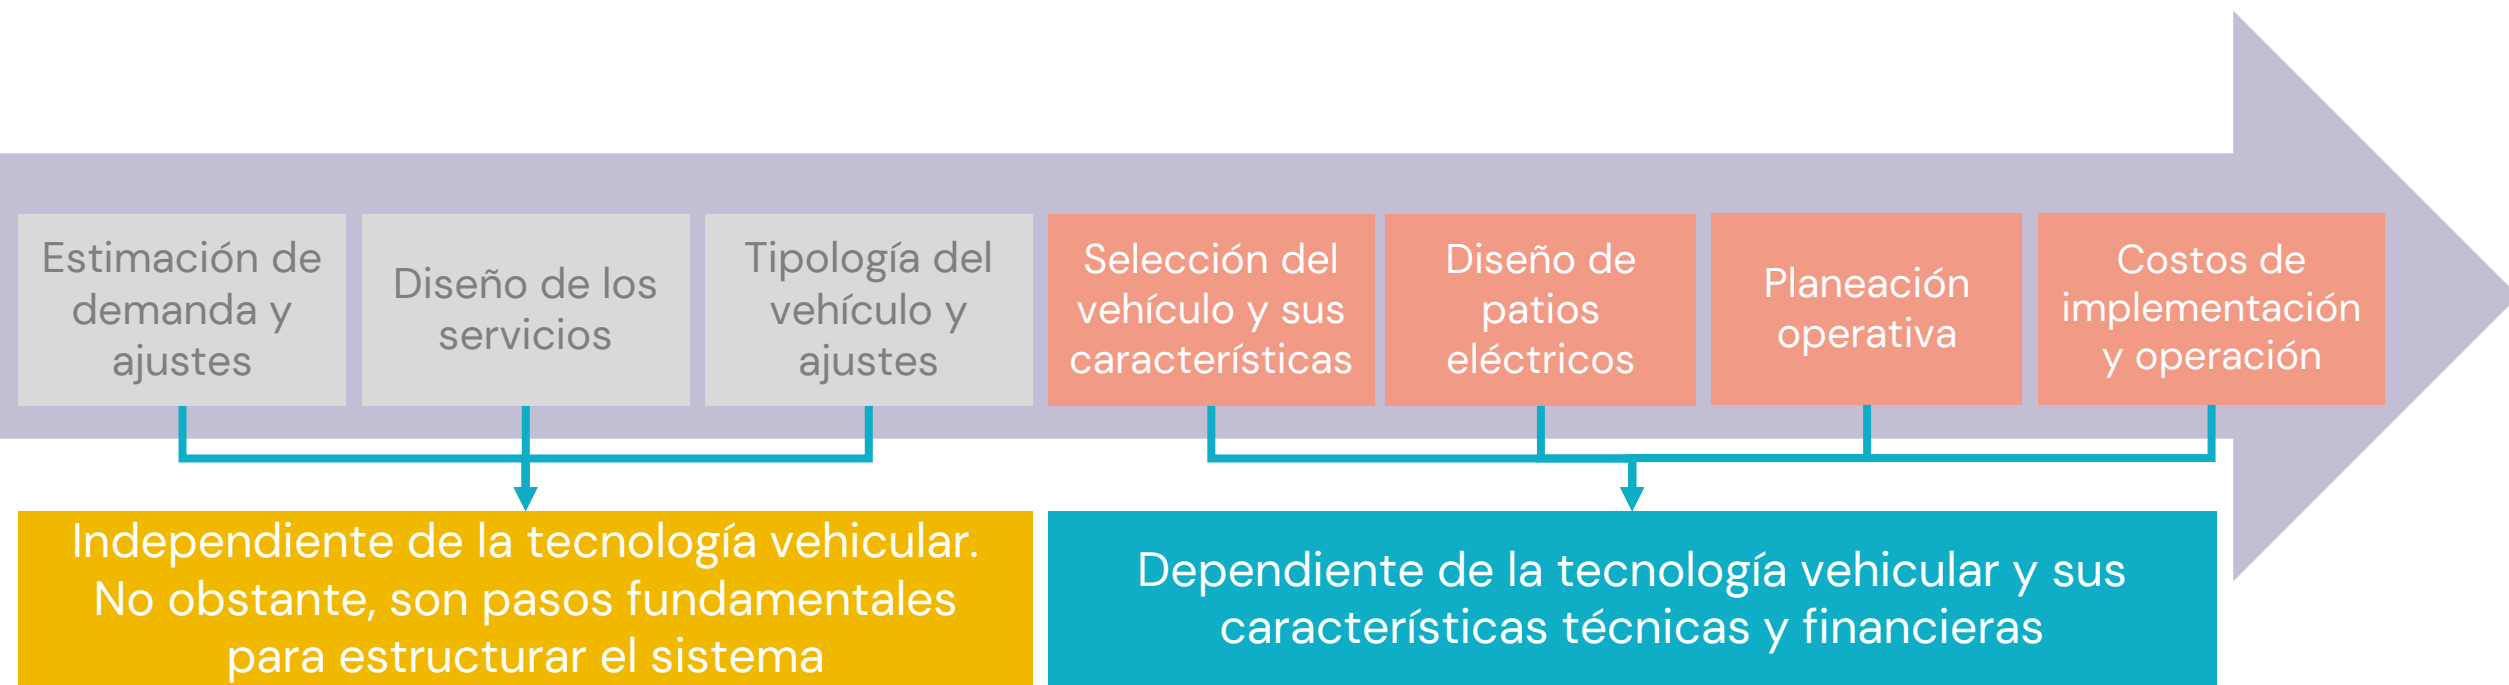 Estimación de
demanda y
ajustes
Diseño de los
servicios
Tipología del
vehículo y
ajustes
Selección del
vehículo y sus
características
Diseño de
patios
eléctricos
Planeación
operativa
Costos de
implementación
y operación
Independiente de la tecnología vehicular.
No obstante, son pasos fundamentales
para estructurar el sistema
Dependiente de la tecnología vehicular y sus
características técnicas y financieras